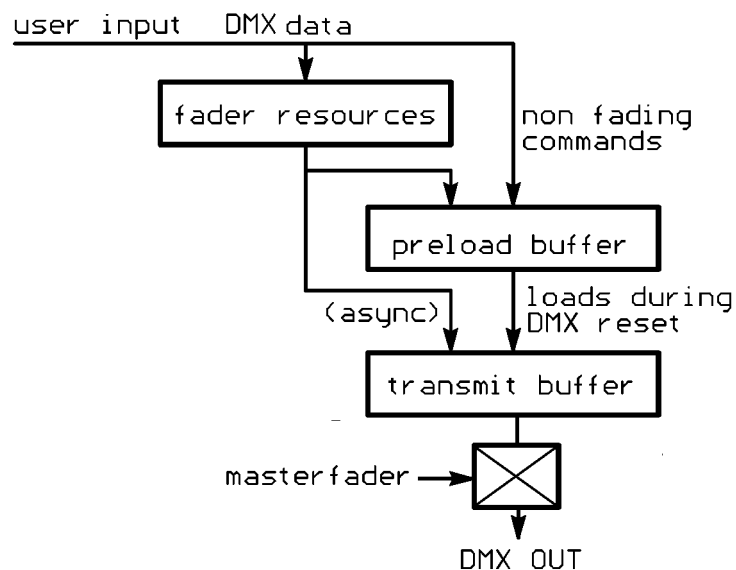 user input DMX data
fader resources
non fading
commands
preload buffer
loads during
DMX reset
(async)
transmit buffer
masterfader
DMX OUT